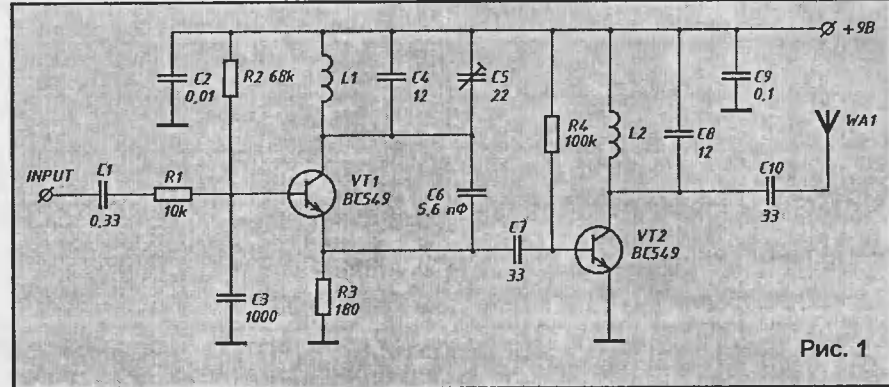 +9В
C2
0,01
R2 68k
L1
C4
12
C5
22
R4
100k
L2
C8
12
C9
0,1
WA1
INPUT
C1
0,33
R1
10k
VT1
BC549
C6
5,6 пФ
C7
33
VT2
BC549
C10
33
C3
1000
R3
180
Рис. 1